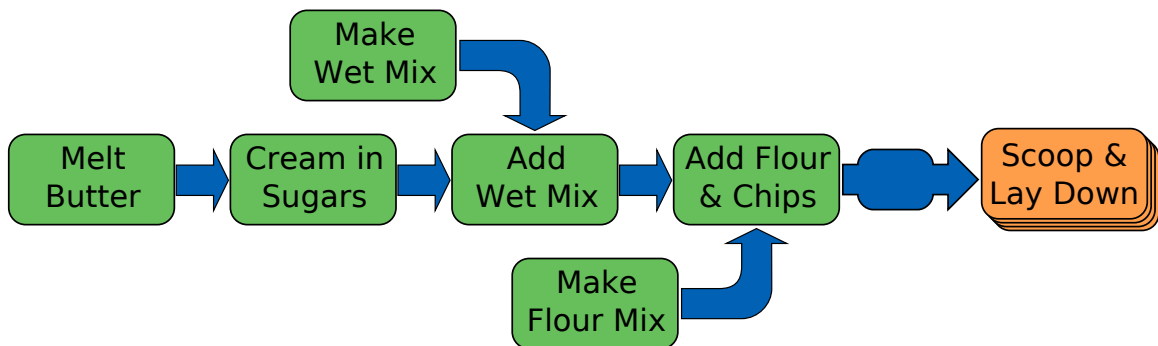 Make
Wet Mix
Melt
Butter
Cream in
Sugars
Add
Wet Mix
Add Flour
& Chips
Scoop &
Lay Down
Make
Flour Mix